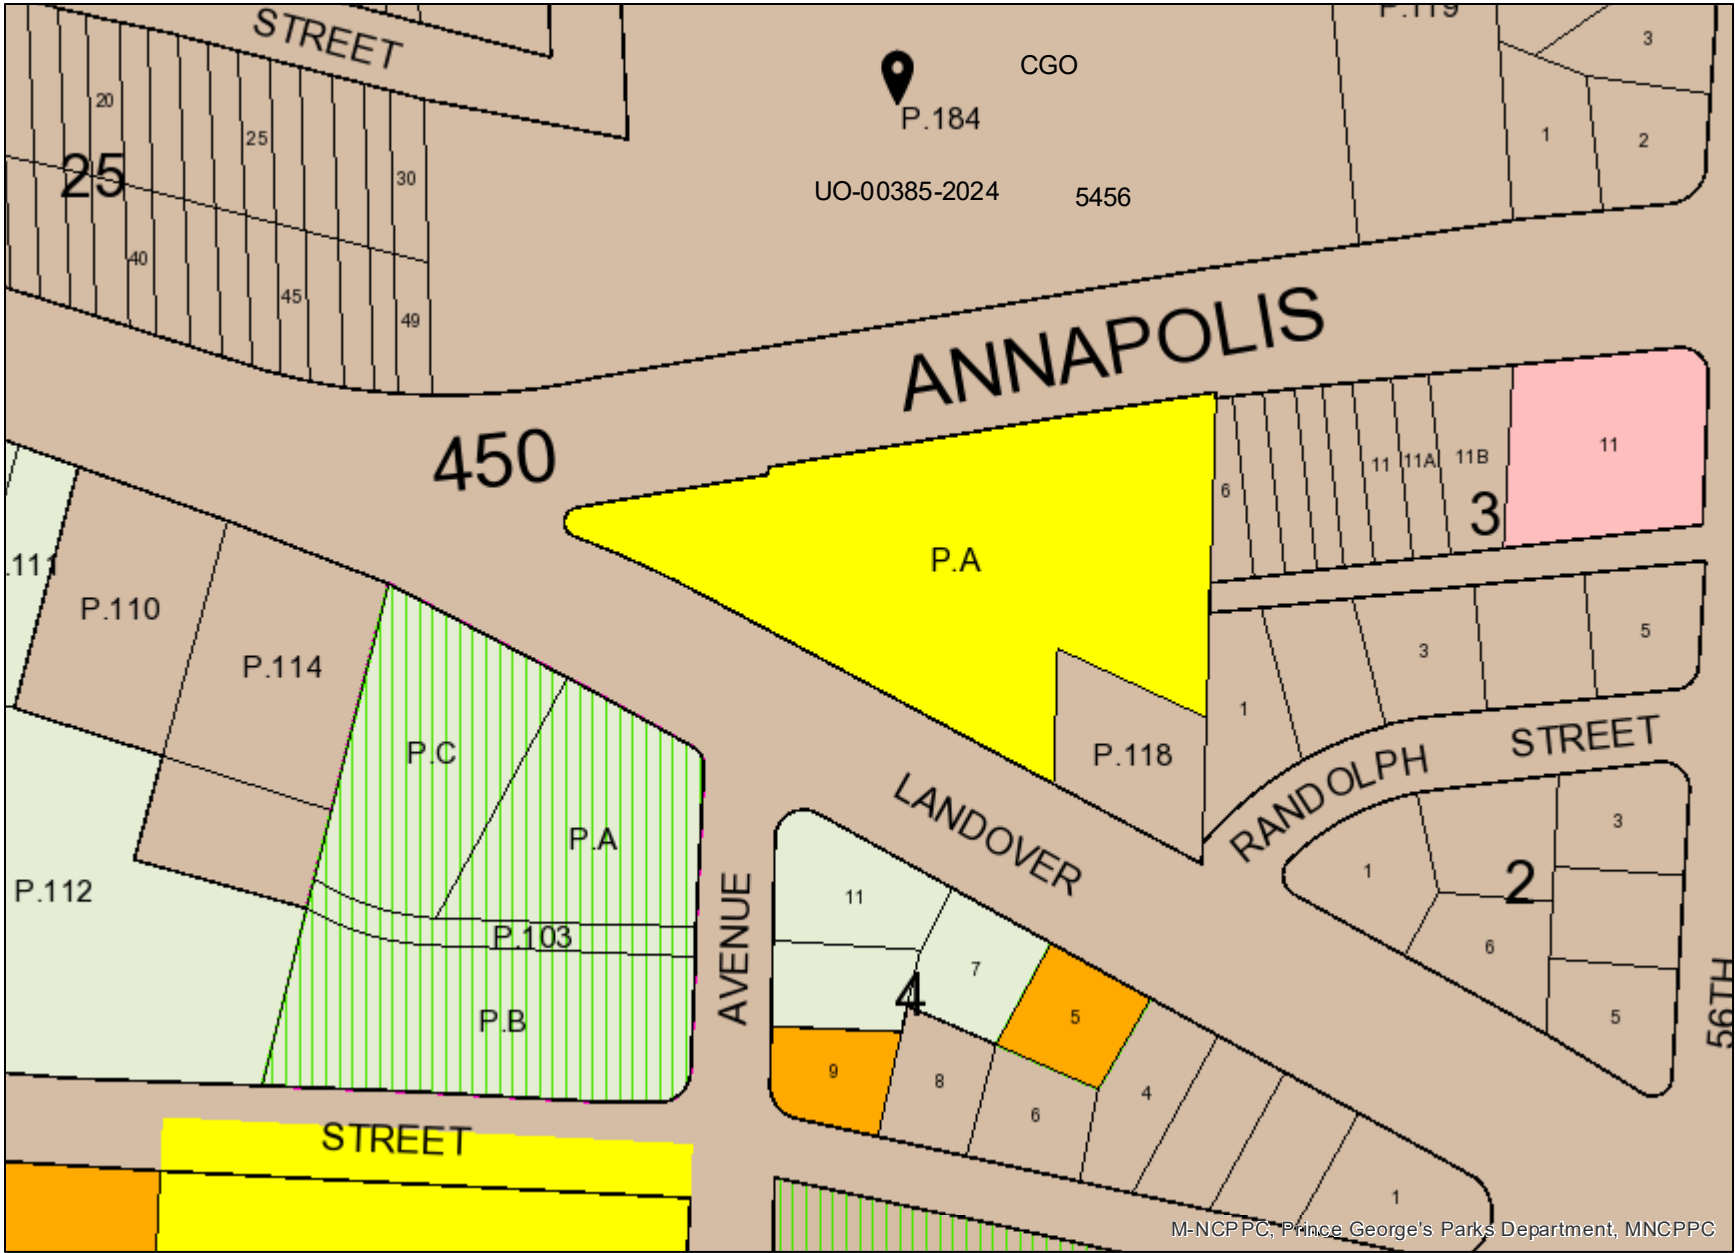 STREET
P.119
3
CGO
P.184
20
25
25
30
1
2
UO-00385-2024
5456
40
45
49
ANNAPOLIS
450
11
11A
11B
11
6
3
P.A
.111
P.110
P.114
P.C
P.A
1
3
5
P.118
STREET
RANDOLPH
LANDOVER
P.112
P.103
P.B
AVENUE
11
7
4
5
9
8
6
4
1
1
2
3
6
5
56TH
STREET
M-NCPPC, Prince George's Parks Department, MNCPPC